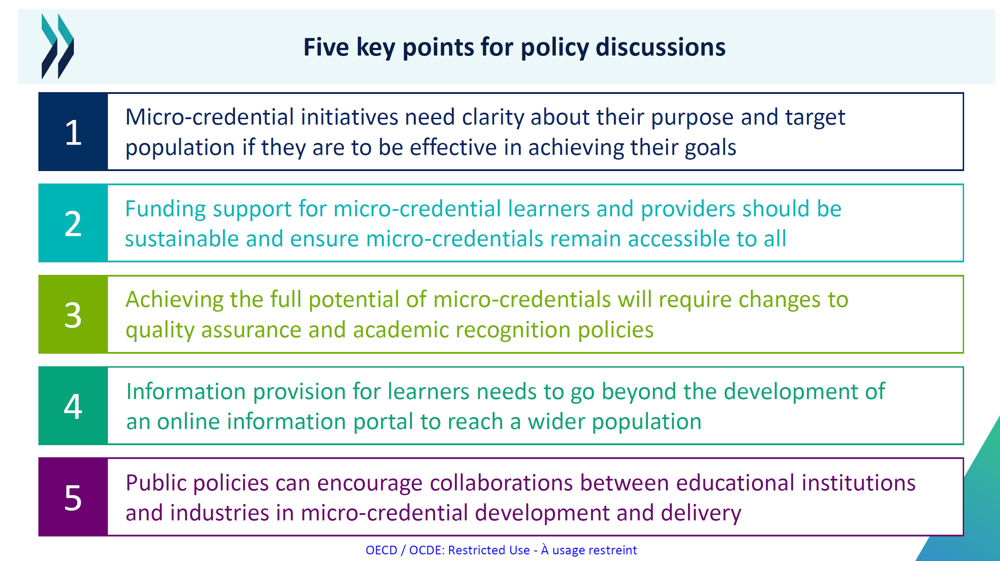 Five key points for policy discussions
1
Micro-credential initiatives need clarity about their purpose and target
population if they are to be effective in achieving their goals
2
Funding support for micro-credential learners and providers should be
sustainable and ensure micro-credentials remain accessible to all
3
Achieving the full potential of micro-credentials will require changes to
quality assurance and academic recognition policies
4
Information provision for learners needs to go beyond the development of
an online information portal to reach a wider population
5
Public policies can encourage collaborations between educational institutions
and industries in micro-credential development and delivery
OECD / OCDE: Restricted Use - À usage restreint